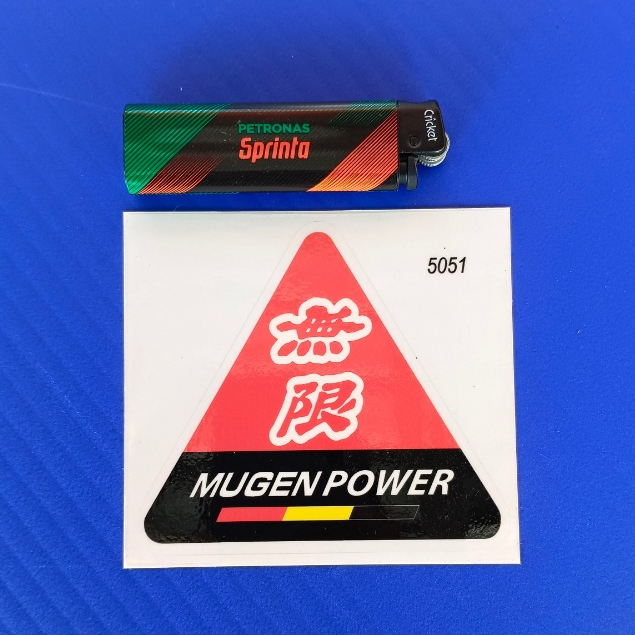 PETRONAS
Sprinta
Cricket
5051
無
限
MUGEN POWER